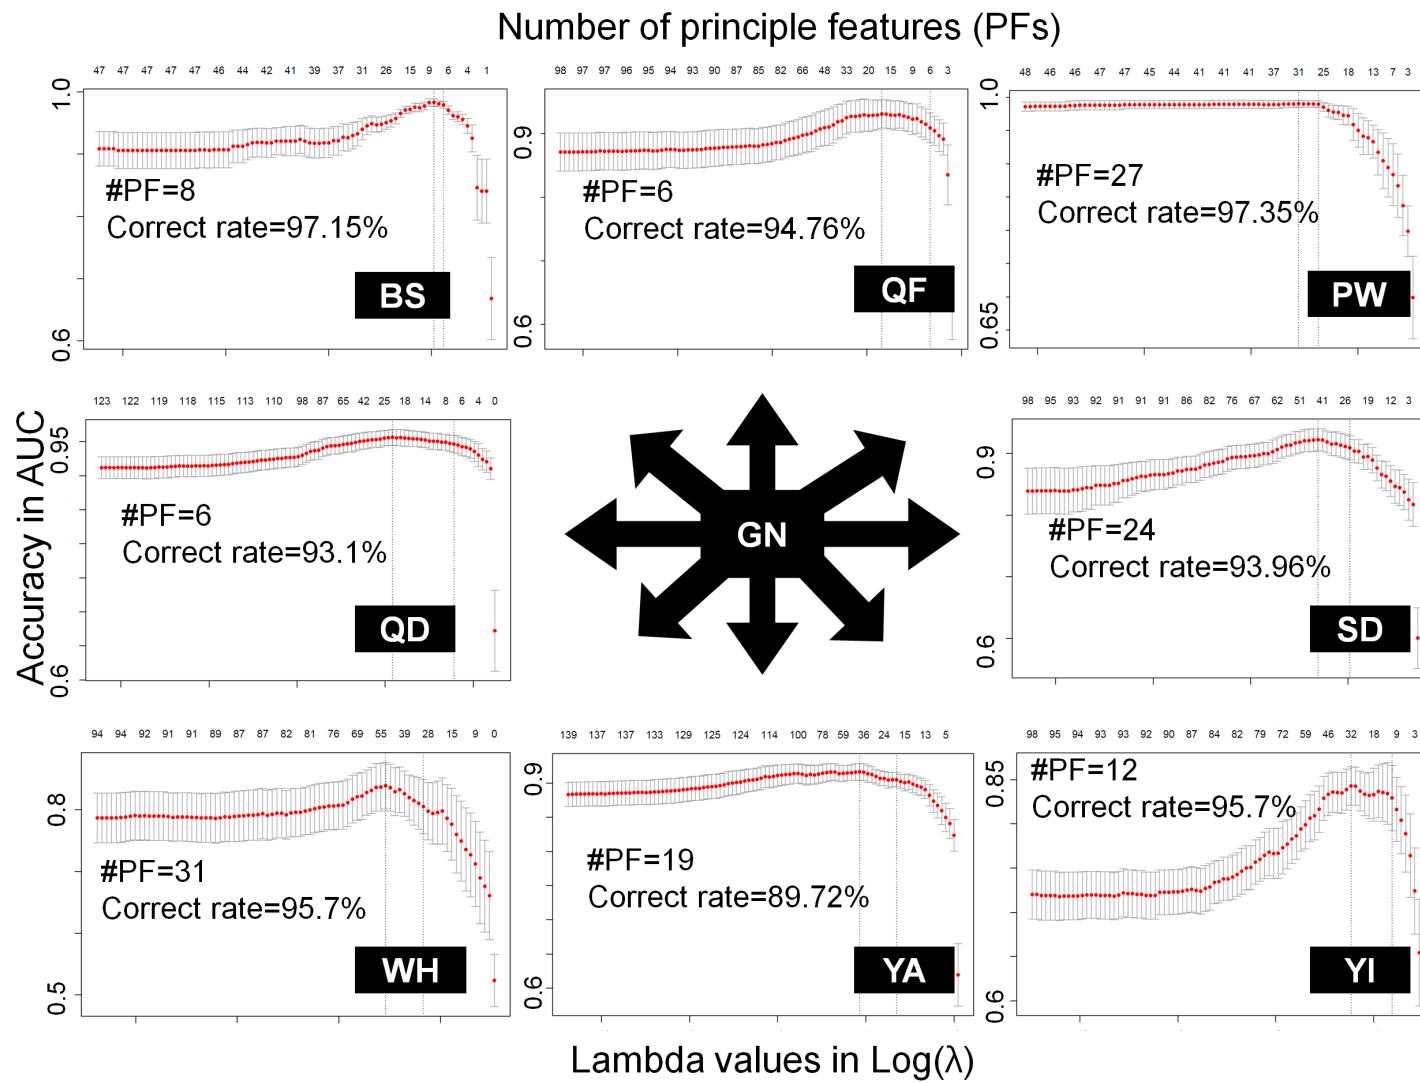 Number of principle features (PFs)
47 47 47 47 47 46 44 42 41 39 37 31 26 15 9 6 4 1
98 97 97 96 95 94 93 90 87 85 82 66 48 33 20 15 9 6 3
48 46 46 47 47 45 44 41 41 41 41 37 31 25 18 13 7 3
1.0
0.6
#PF=8
Correct rate=97.15%
BS
0.9
0.6
#PF=6
Correct rate=94.76%
QF
1.0
0.65
#PF=27
Correct rate=97.35%
PW
Accuracy in AUC
123 122 119 118 115 113 110 98 87 65 42 25 18 14 8 6 4 0
98 95 93 92 91 91 86 82 76 67 62 51 41 26 19 12 3
0.95
0.6
#PF=6
Correct rate=93.1%
QD
GN
0.9
0.6
#PF=24
Correct rate=93.96%
SD
94 94 92 91 91 89 87 87 82 81 76 69 55 39 28 15 9 0
139 137 137 133 129 125 124 114 100 78 59 36 24 15 13 5
98 95 94 93 93 92 90 87 84 82 79 72 59 46 32 18 9 3
0.8
0.5
#PF=31
Correct rate=95.7%
WH
0.9
0.6
#PF=19
Correct rate=89.72%
YA
0.85
0.6
#PF=12
Correct rate=95.7%
YI
Lambda values in Log(λ)